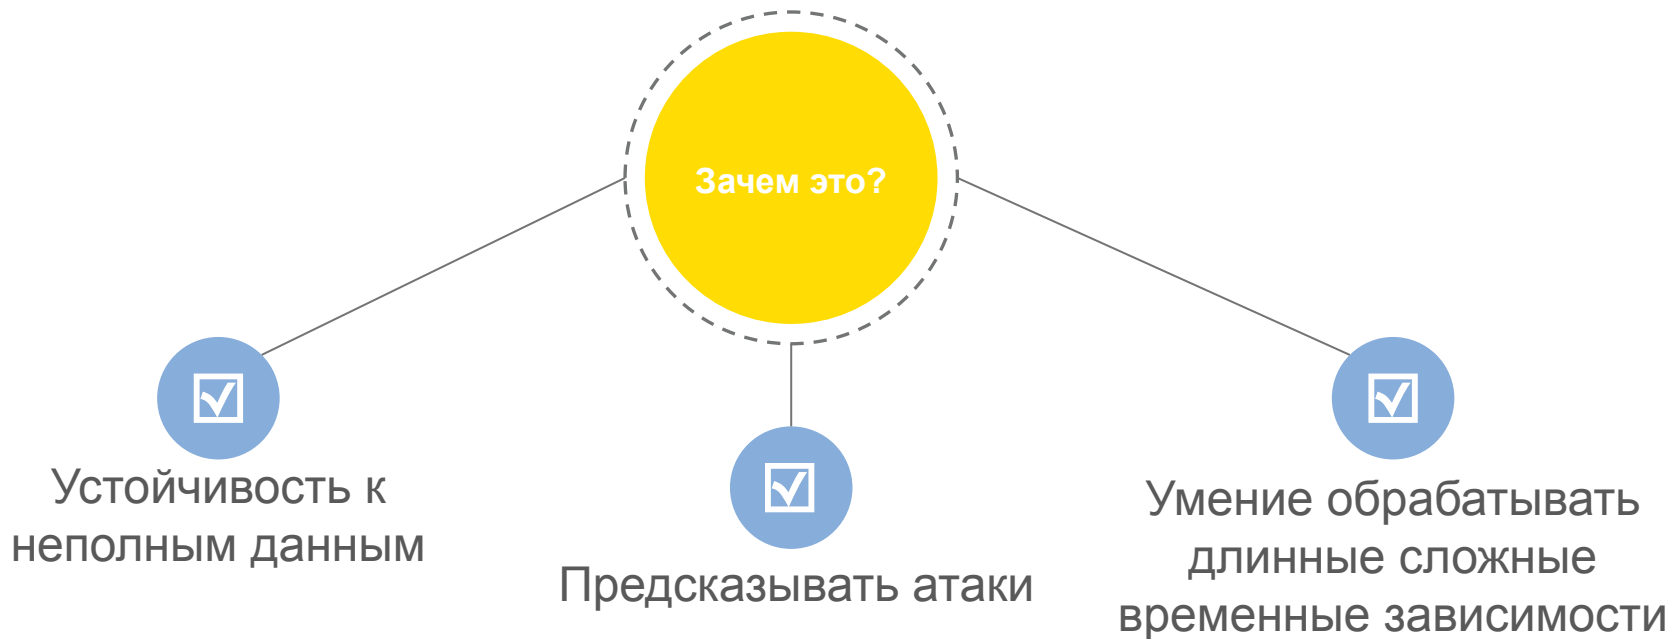 Зачем это?
Устойчивость к
неполным данным
Предсказывать атаки
Умение обрабатывать
длинные сложные
временные зависимости